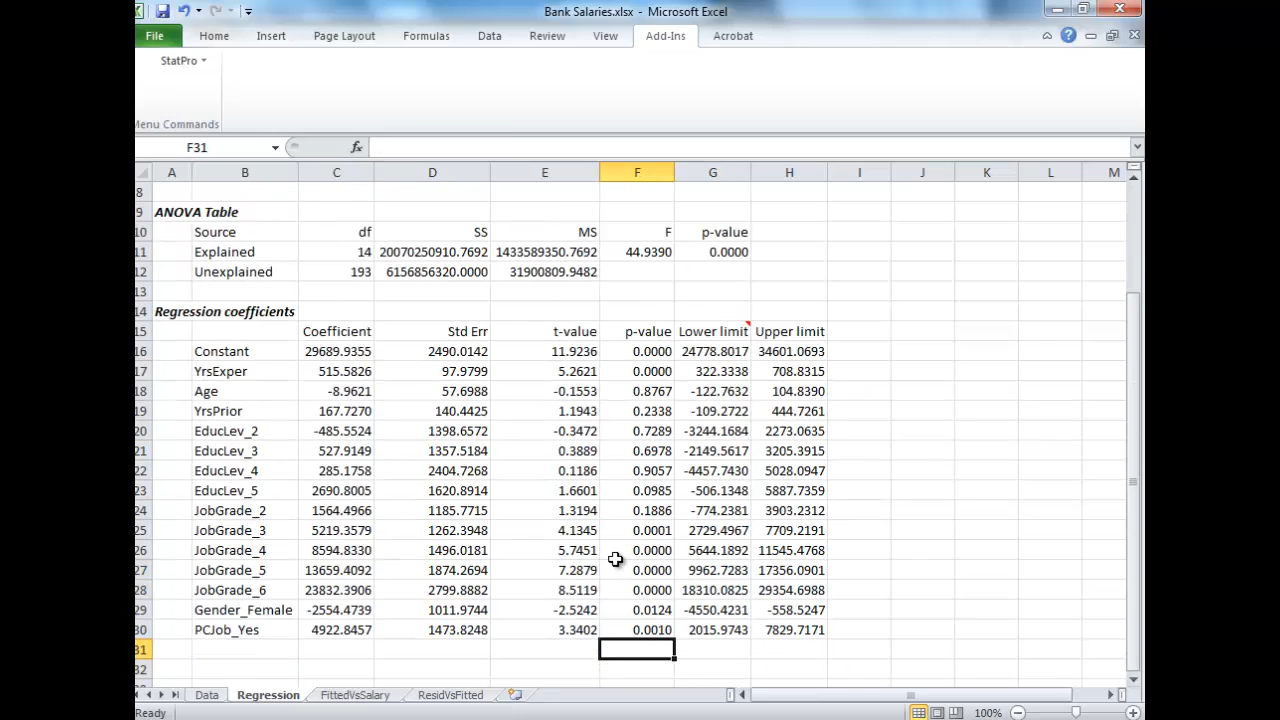 Bank Salaries.xlsx - Microsoft Excel
File Home Insert Page Layout Formulas Data Review View Add-Ins Acrobat
StatPro
Menu Commands
F31 fx
A B C D E F G H I J K L M
8
9 ANOVA Table
10 Source df SS MS F p-value
11 Explained 14 20070250910.7692 1433589350.7692 44.9390 0.0000
12 Unexplained 193 6156856320.0000 31900809.9482
13
14 Regression coefficients
15 Coefficient Std Err t-value p-value Lower limit Upper limit
16 Constant 29689.9355 2490.0142 11.9236 0.0000 24778.8017 34601.0693
17 YrsExper 515.5826 97.9799 5.2621 0.0000 322.3338 708.8315
18 Age -8.9621 57.6988 -0.1553 0.8767 -122.7632 104.8390
19 YrsPrior 167.7270 140.4425 1.1943 0.2338 -109.2722 444.7261
20 EducLev_2 -485.5524 1398.6572 -0.3472 0.7289 -3244.1684 2273.0635
21 EducLev_3 527.9149 1357.5184 0.3889 0.6978 -2149.5617 3205.3915
22 EducLev_4 285.1758 2404.7268 0.1186 0.9057 -4457.7430 5028.0947
23 EducLev_5 2690.8005 1620.8914 1.6601 0.0985 -506.1348 5887.7359
24 JobGrade_2 1564.4966 1185.7715 1.3194 0.1886 -774.2381 3903.2312
25 JobGrade_3 5219.3579 1262.3948 4.1345 0.0001 2729.4967 7709.2191
26 JobGrade_4 8594.8330 1496.0181 5.7451 0.0000 5644.1892 11545.4768
27 JobGrade_5 13659.4092 1874.2694 7.2879 0.0000 9962.7283 17356.0901
28 JobGrade_6 23832.3906 2799.8882 8.5119 0.0000 18310.0825 29354.6988
29 Gender_Female -2554.4739 1011.9744 -2.5242 0.0124 -4550.4231 -558.5247
30 PCJob_Yes 4922.8457 1473.8248 3.3402 0.0010 2015.9743 7829.7171
31
32
Data Regression FittedVsSalary ResidVsFitted
Ready 100%